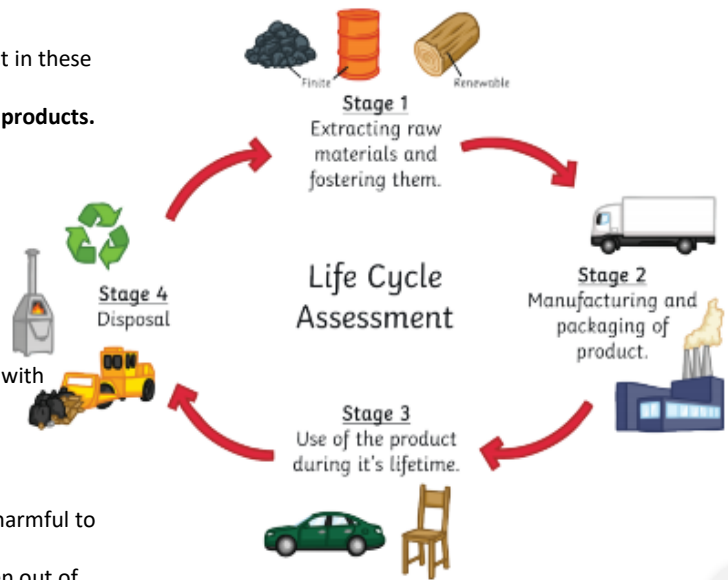 t in these
products.
Finite
Renewable
Stage 1
Extracting raw
materials and
fostering them.
Stage 2
Manufacturing and
packaging of
product.
Life Cycle
Assessment
Stage 4
Disposal
with
Stage 3
Use of the product
during it's lifetime.
harmful to
n out of